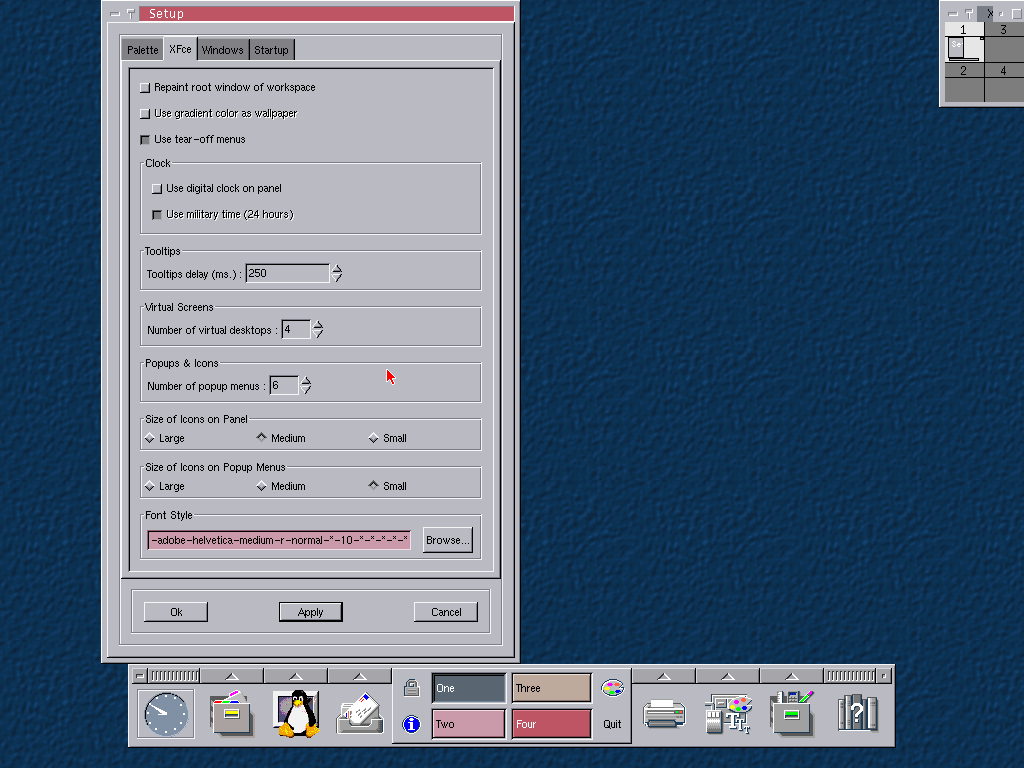 Setup
X
Palette
XFce
Windows
Startup
1
3
Se
2
4
Repaint root window of workspace
Use gradient color as wallpaper
Use tear-off menus
Clock
Use digital clock on panel
Use military time (24 hours)
Tooltips
Tooltips delay (ms.) :
250
Virtual Screens
Number of virtual desktops :
4
Popups & Icons
Number of popup menus :
6
Size of Icons on Panel
Large
Medium
Small
Size of Icons on Popup Menus
Large
Medium
Small
Font Style
-adobe-helvetica-medium-r-normal-*-10-*-*-*-*-*
Browse...
Ok
Apply
Cancel
One
Three
Two
Four
Quit